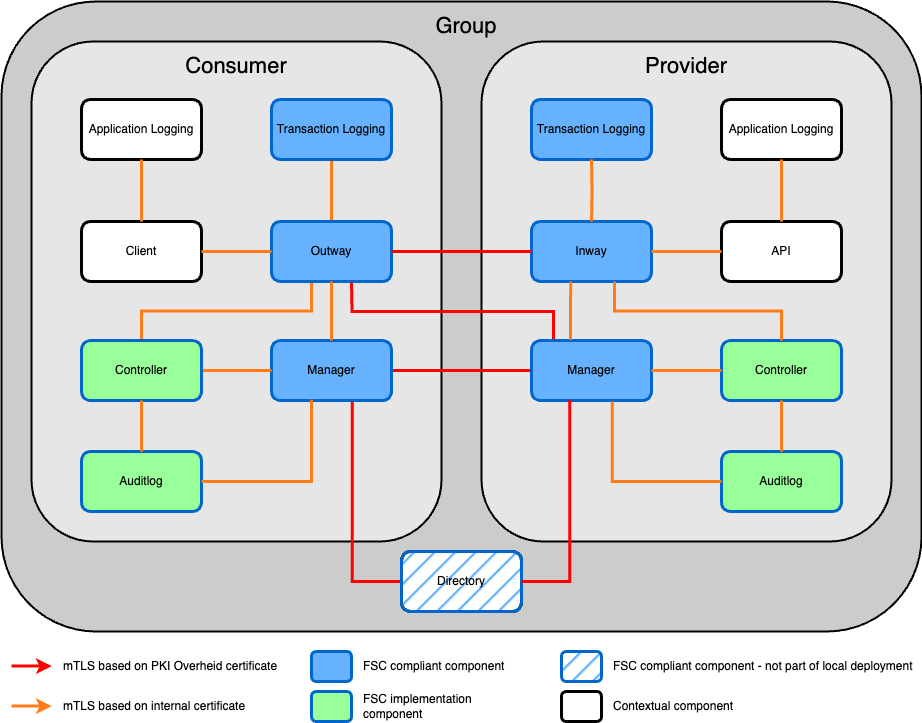 Group
Consumer
Provider
Application Logging
Transaction Logging
Transaction Logging
Application Logging
Client
Outway
Inway
API
Controller
Manager
Manager
Controller
Auditlog
Auditlog
Directory
mTLS based on PKI Overheid certificate
FSC compliant component
FSC compliant component - not part of local deployment
mTLS based on internal certificate
FSC implementation
component
Contextual component